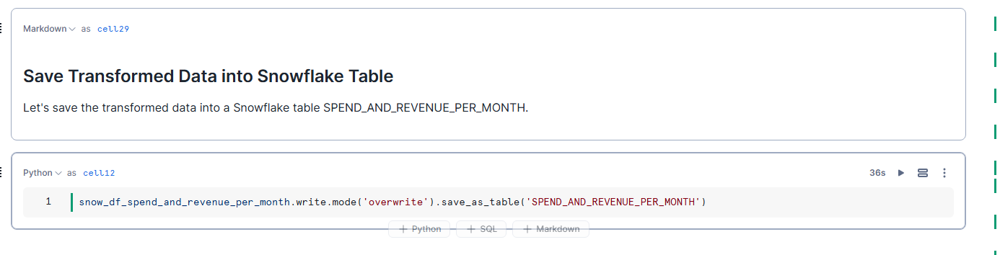 Markdown as cell29
Save Transformed Data into Snowflake Table
Let's save the transformed data into a Snowflake table SPEND_AND_REVENUE_PER_MONTH.
Python as cell12 36s
1 snow_df_spend_and_revenue_per_month.write.mode('overwrite').save_as_table('SPEND_AND_REVENUE_PER_MONTH')
+ Python + SQL + Markdown